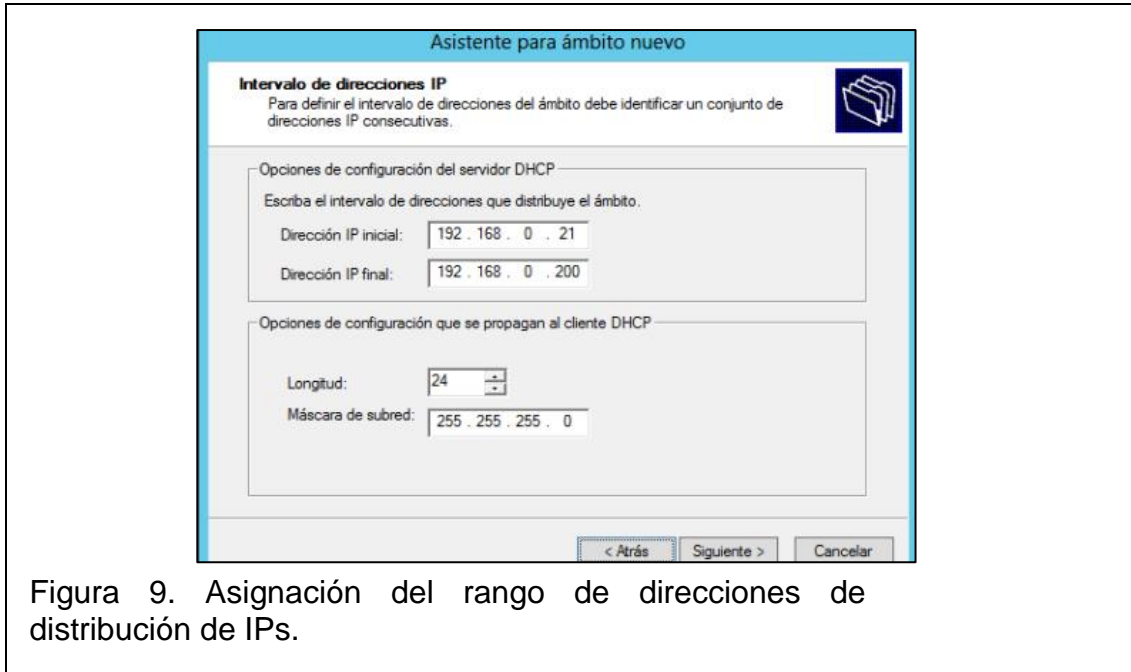 Asistente para ámbito nuevo
Intervalo de direcciones IP
Para definir el intervalo de direcciones del ámbito debe identificar un conjunto de
direcciones IP consecutivas.
Opciones de configuración del servidor DHCP
Escriba el intervalo de direcciones que distribuye el ámbito.
Dirección IP inicial: 192 . 168 . 0 . 21
Dirección IP final: 192 . 168 . 0 . 200
Opciones de configuración que se propagan al cliente DHCP
Longitud: 24
Máscara de subred: 255 . 255 . 255 . 0
< Atrás Siguiente > Cancelar
Figura 9. Asignación del rango de direcciones de
distribución de IPs.